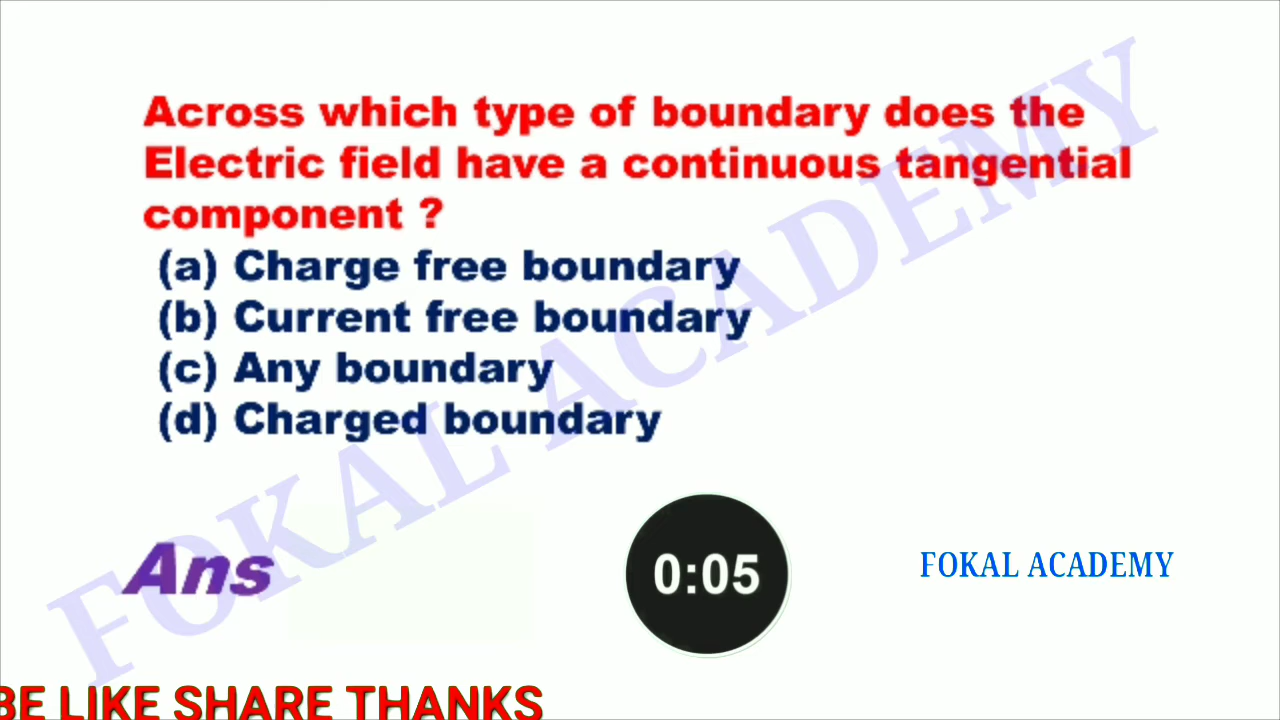 Across which type of boundary does the
Electric field have a continuous tangential
component ?
(a) Charge free boundary
(b) Current free boundary
(c) Any boundary
(d) Charged boundary
FOKAL ACADEMY
Ans
0:05
FOKAL ACADEMY
BE LIKE SHARE THANKS